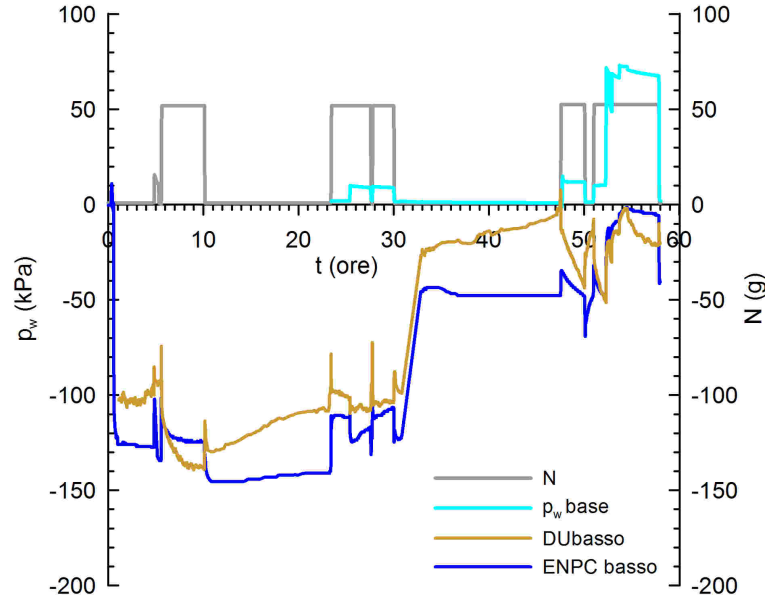 100 100
50 50
0 0
0 10 20 30 40 50 60
t (ore)
-50 -50
p_w (kPa) N (g)
-100 -100
-150 -150
-200 -200
N
p_w base
DUbasso
ENPC basso